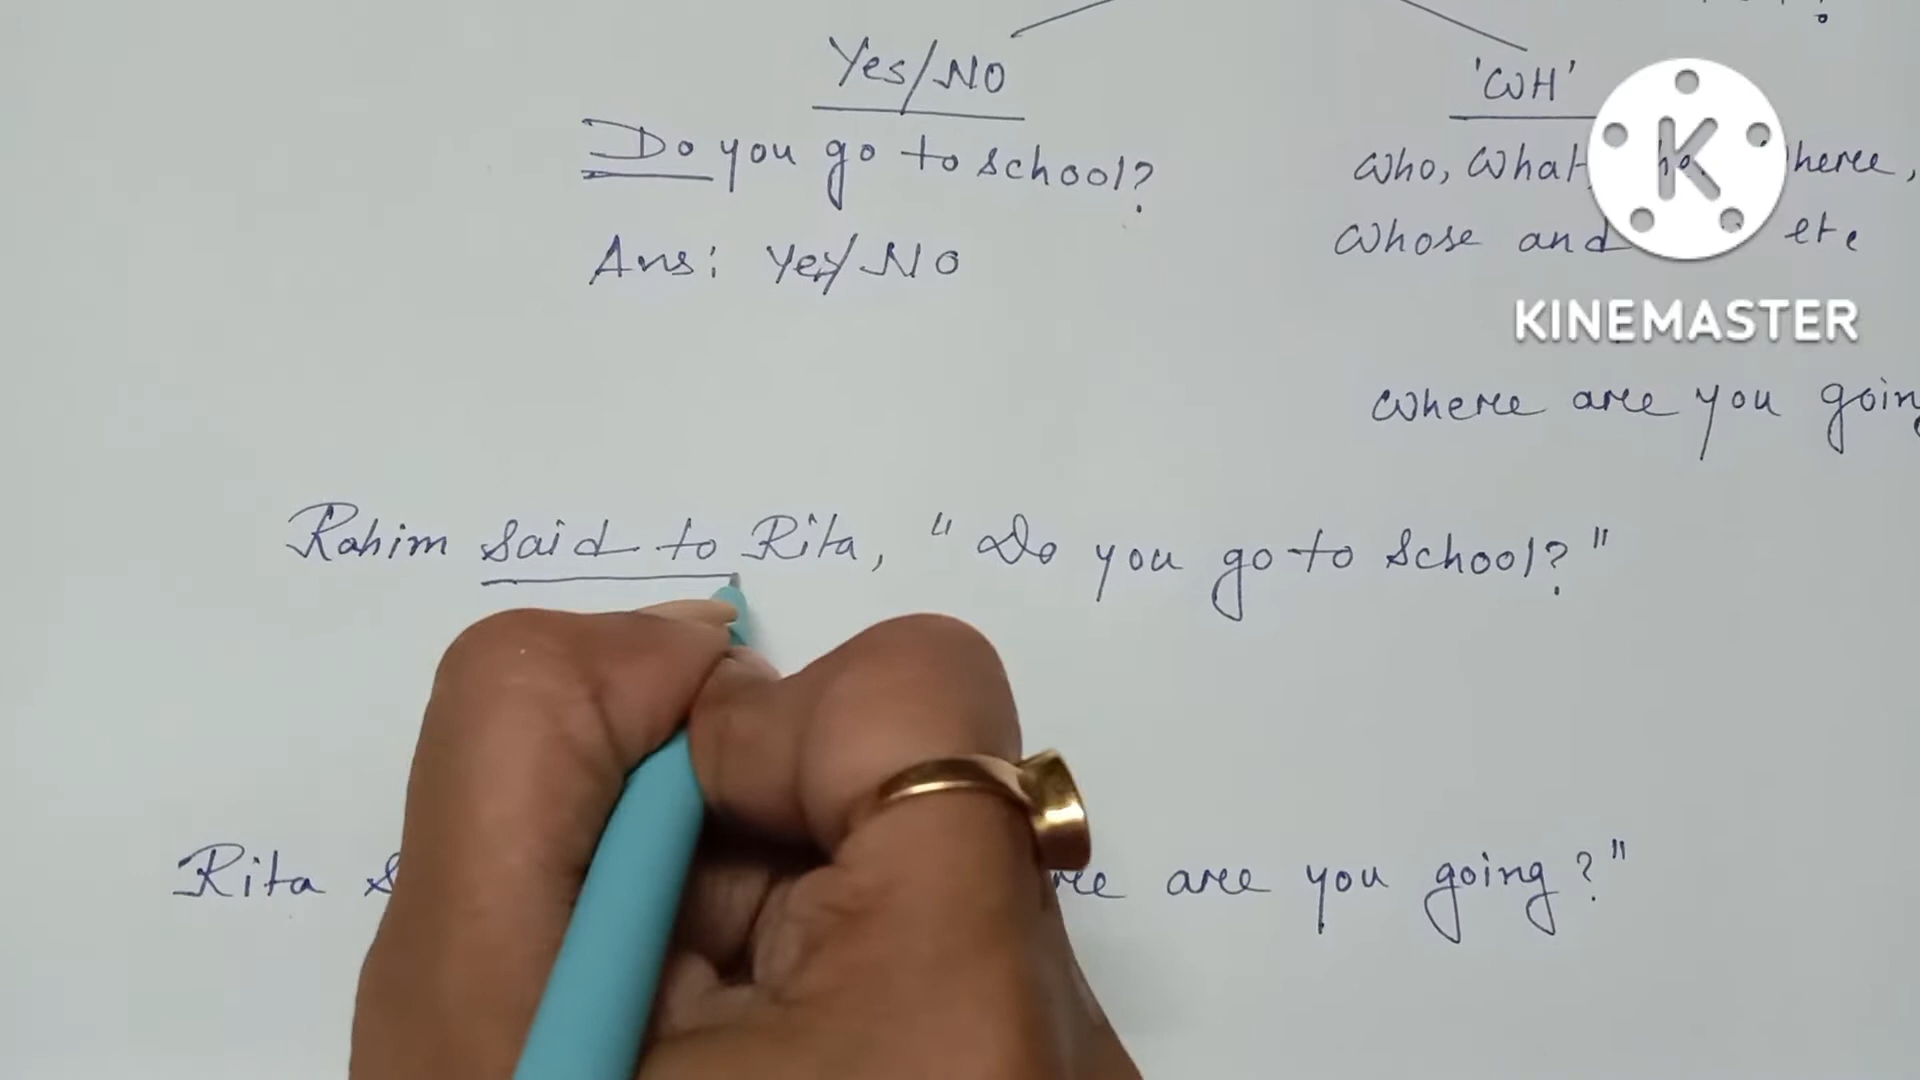 Yes/NO
'WH'
Do you go to school?
Who, What, here,
Ans: Yes/No
Whose and etc
KINEMASTER
Where are you going
Rahim said to Rita, "Do you go to school?"
Rita are you going?"